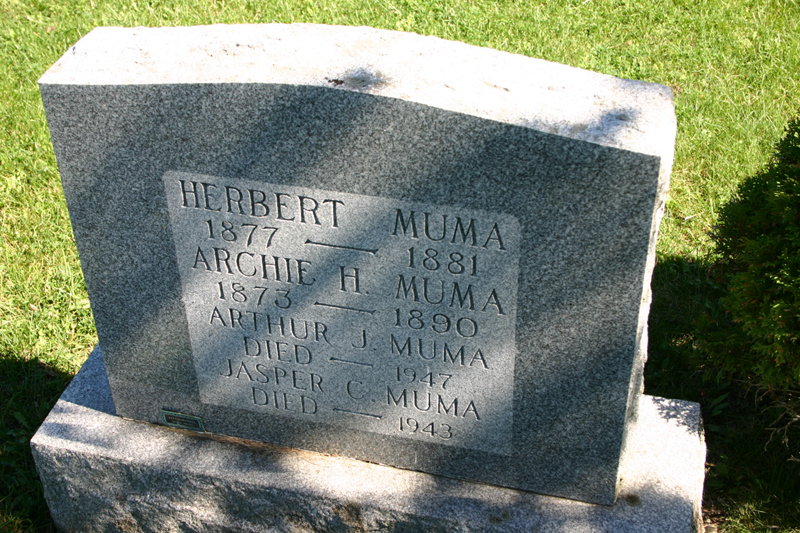 HERBERT MUMA
1877 — 1881
ARCHIE H. MUMA
1873 — 1890
ARTHUR J. MUMA
DIED — 1947
JASPER C. MUMA
DIED — 1943